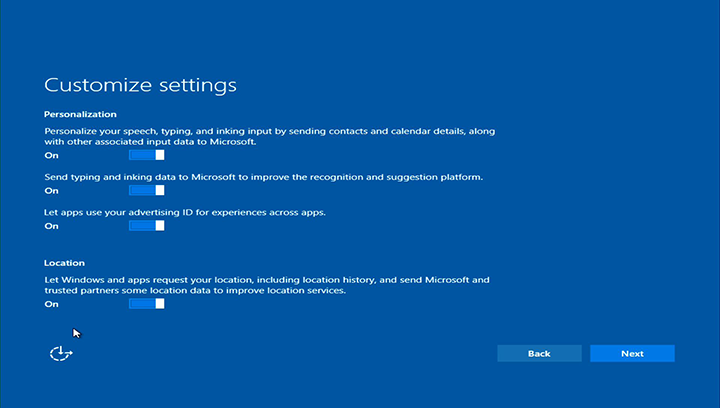 Customize settings
Personalization
Personalize your speech, typing, and inking input by sending contacts and calendar details, along
with other associated input data to Microsoft.
On
Send typing and inking data to Microsoft to improve the recognition and suggestion platform.
On
Let apps use your advertising ID for experiences across apps.
On
Location
Let Windows and apps request your location, including location history, and send Microsoft and
trusted partners some location data to improve location services.
On
Back
Next